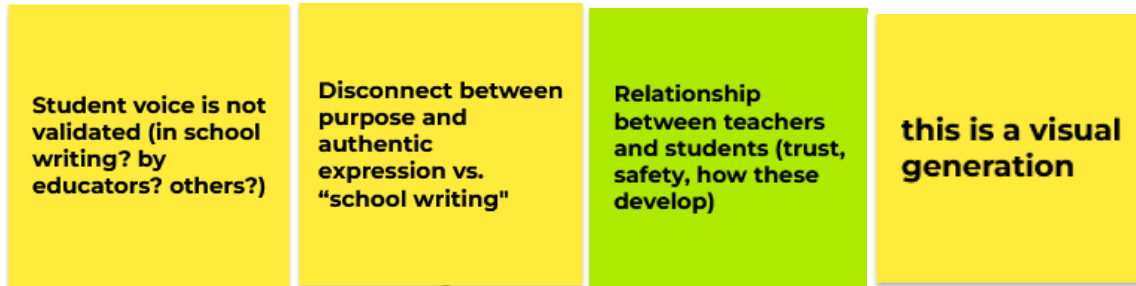 Student voice is not
validated (in school
writing? by
educators? others?)
Disconnect between
purpose and
authentic
expression vs.
“school writing"
Relationship
between teachers
and students (trust,
safety, how these
develop)
this is a visual
generation